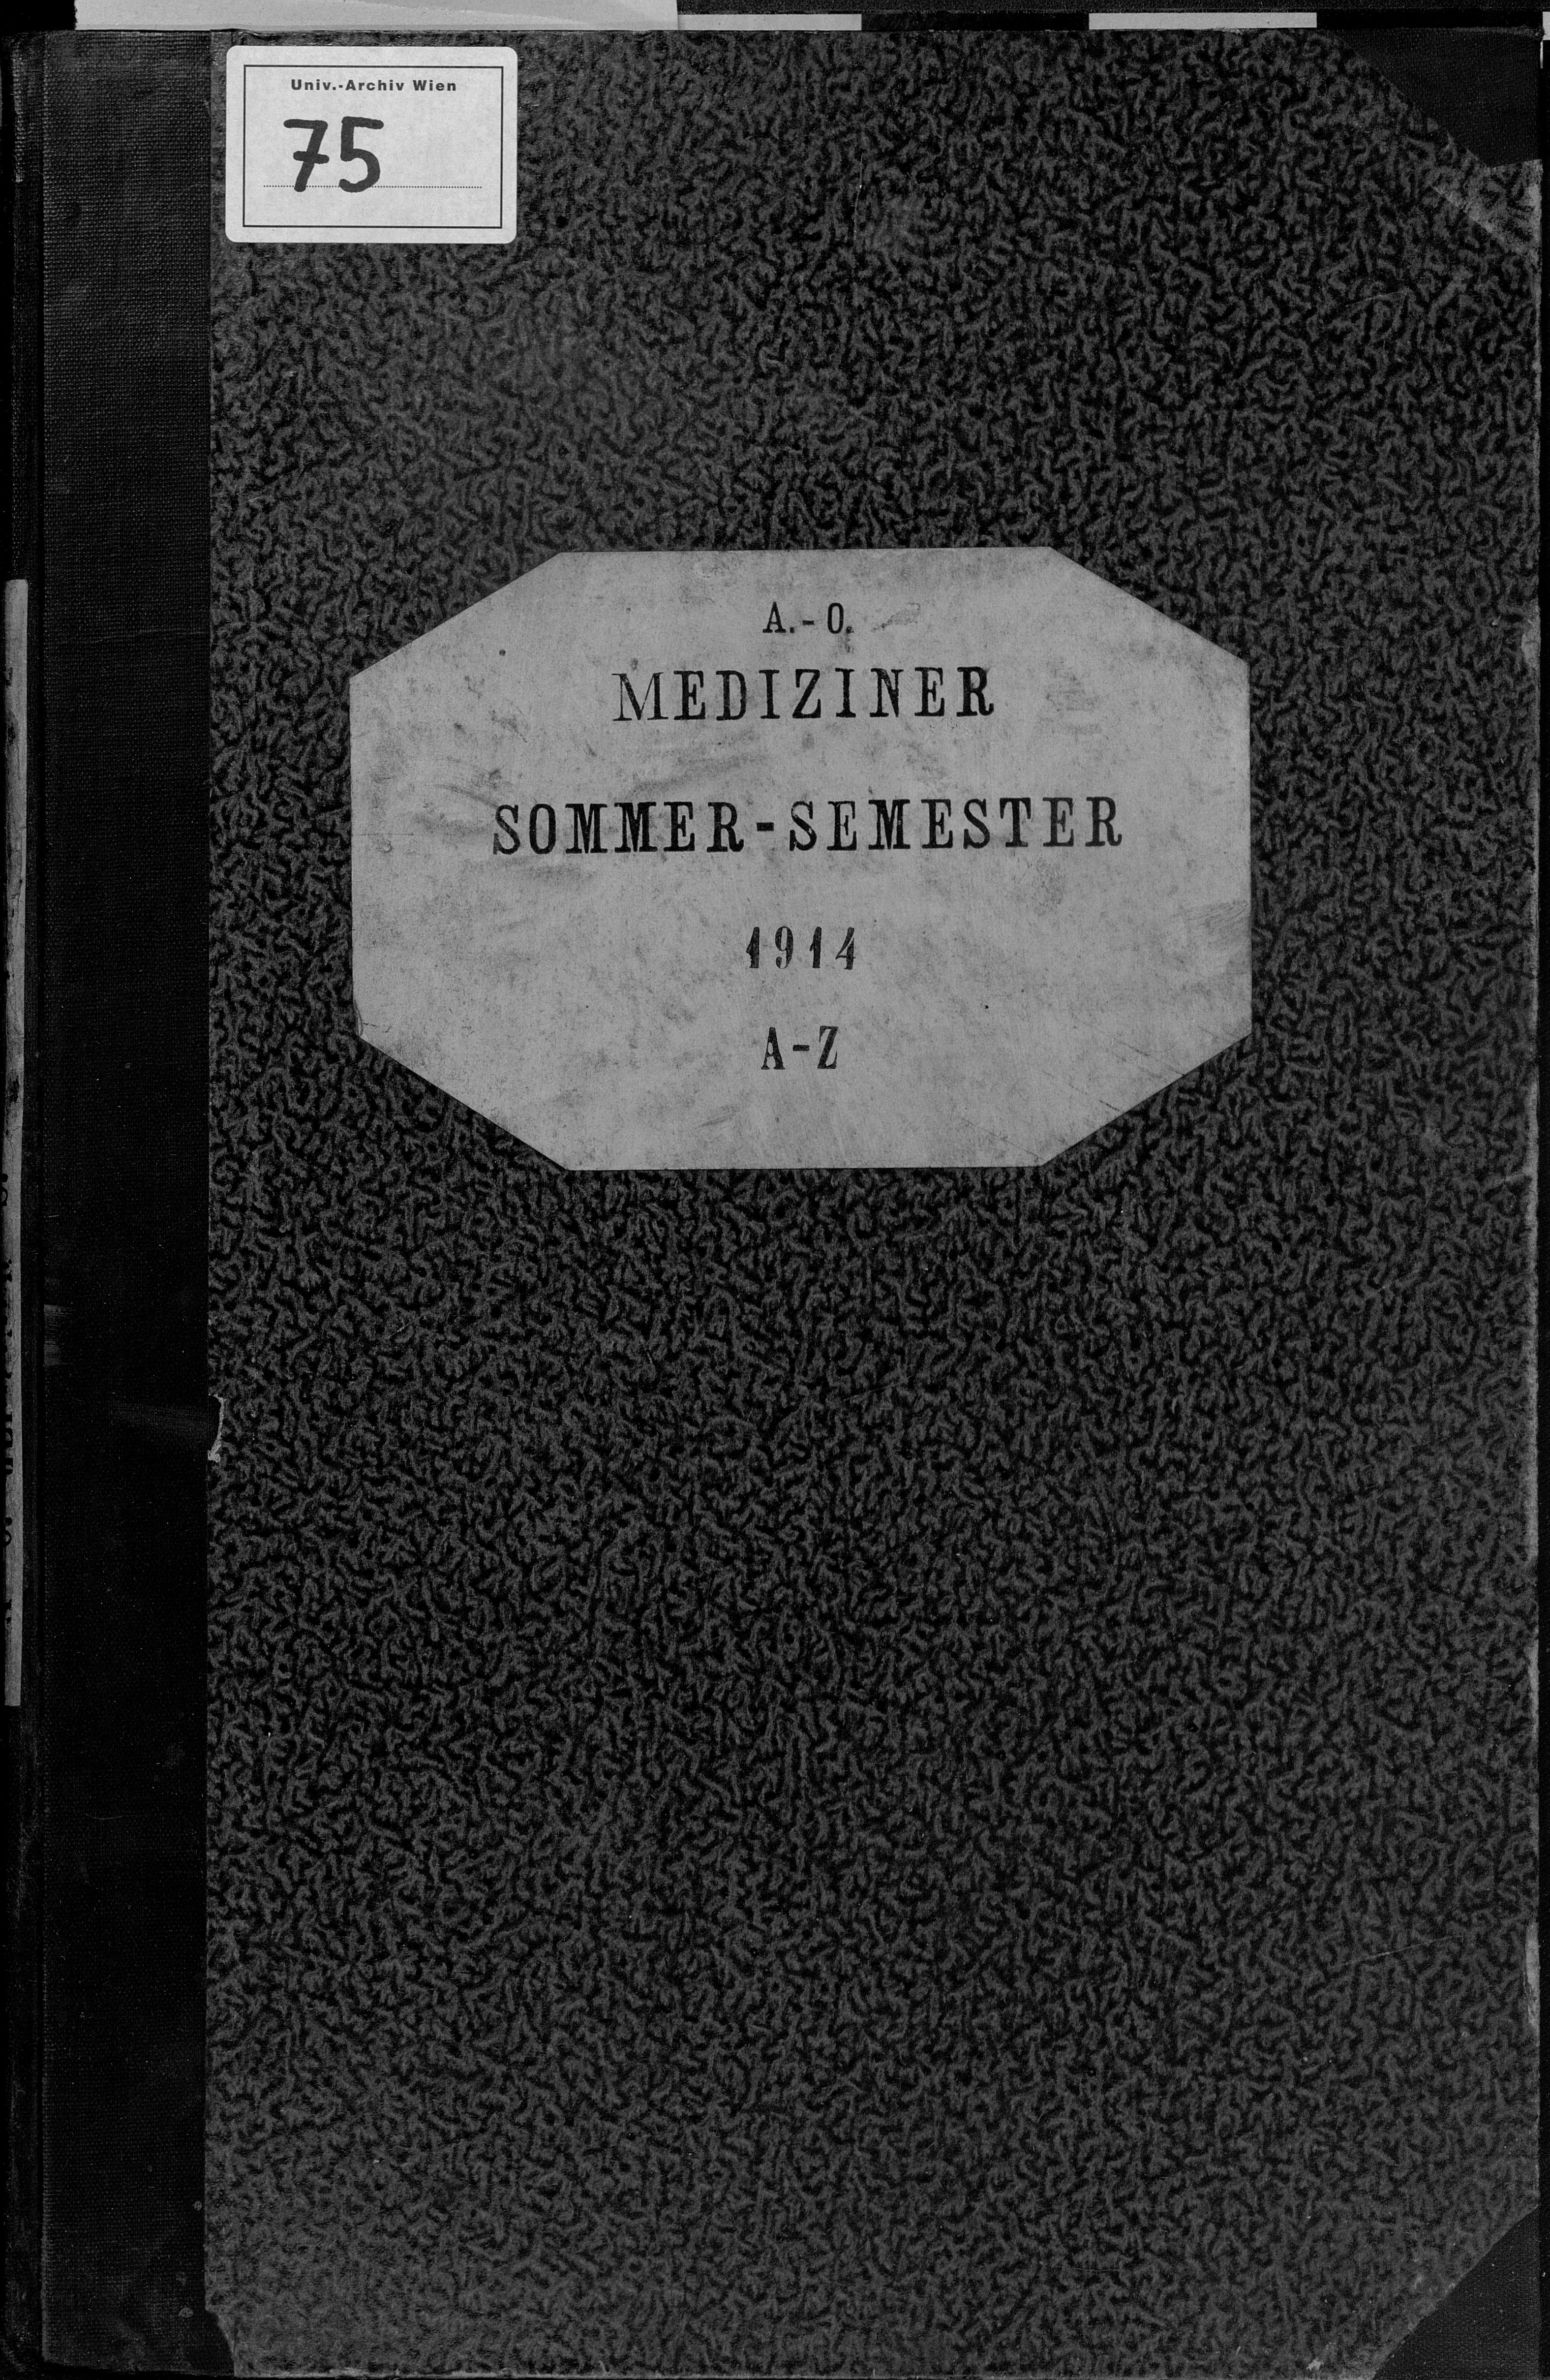 Univ.-Archiv Wien
75
A.-O.
MEDIZINER
SOMMER-SEMESTER
1914
A-Z